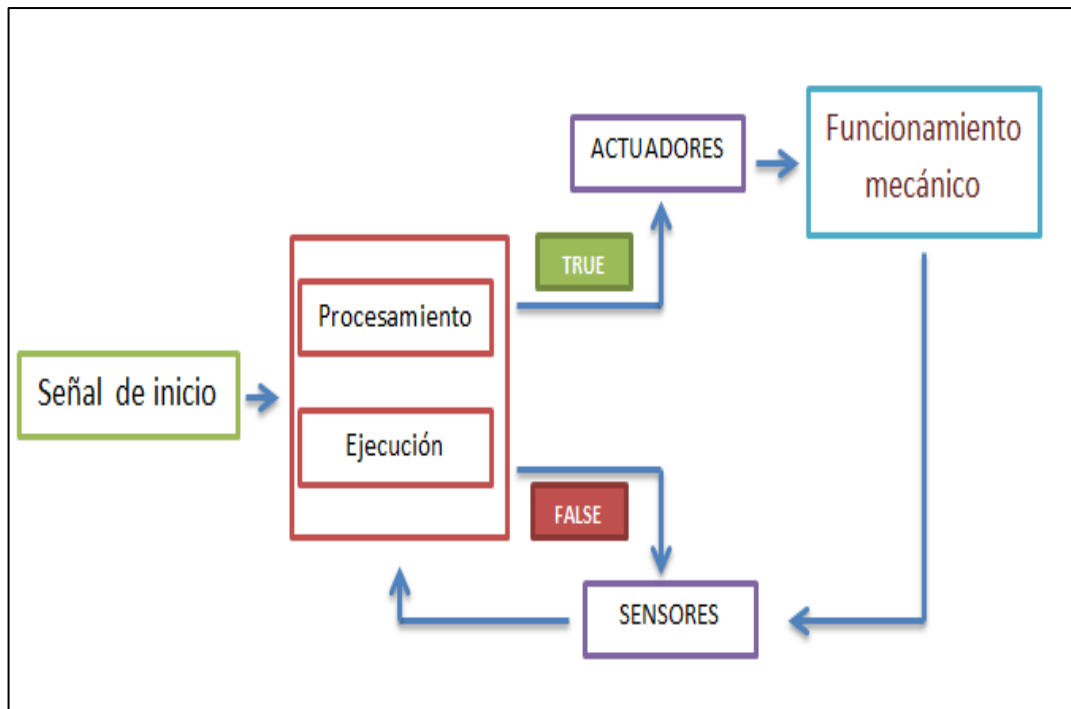 ACTUADORES
Funcionamiento
mecánico
TRUE
Procesamiento
Señal de inicio
Ejecución
FALSE
SENSORES